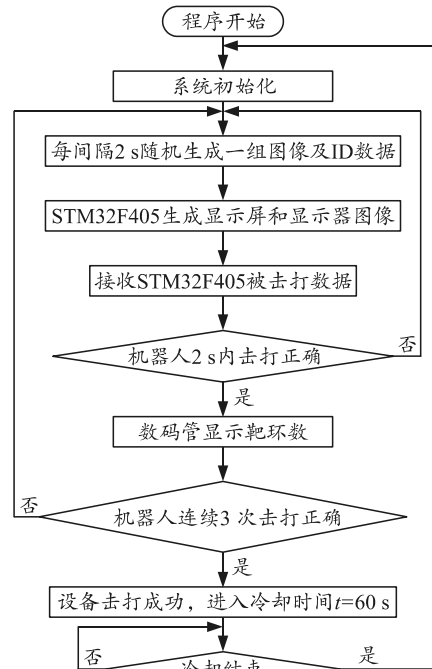 程序开始
系统初始化
每间隔2 s随机生成一组图像及ID数据
STM32F405生成显示屏和显示器图像
接收STM32F405被击打数据
机器人2 s内击打正确
否
是
数码管显示靶环数
否
机器人连续3 次击打正确
是
设备击打成功，进入冷却时间t=60 s
否
冷却结束
是